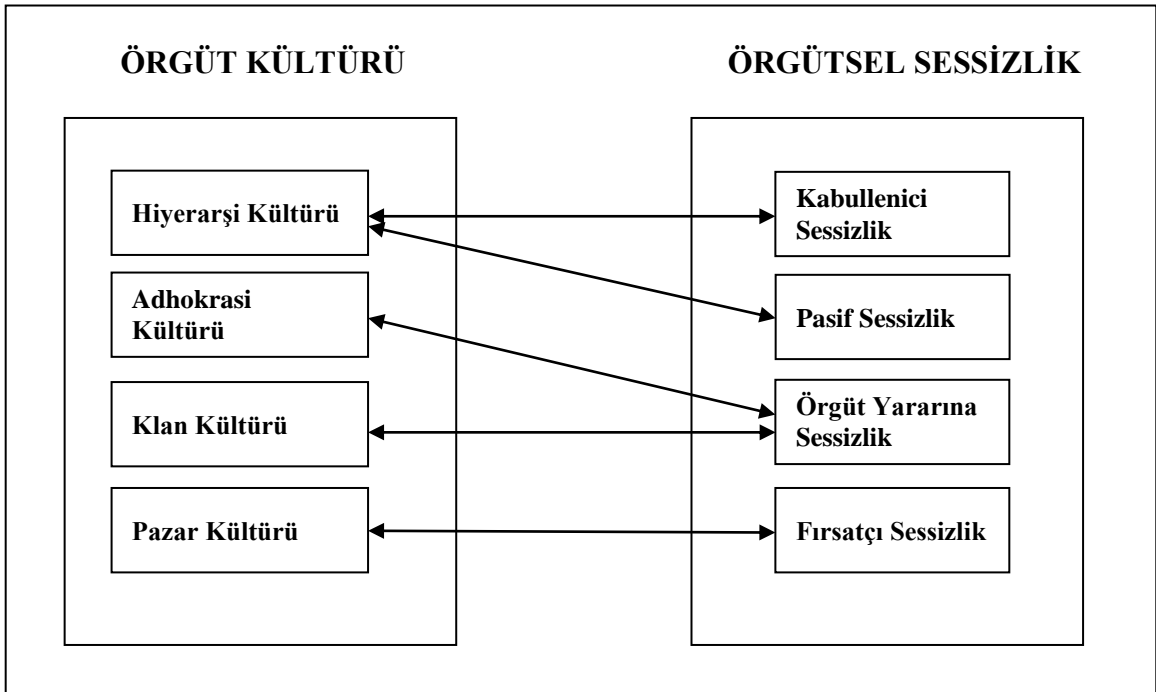 ÖRGÜT KÜLTÜRÜ
Hiyerarşi Kültürü
Adhokrasi
Kültürü
Klan Kültürü
Pazar Kültürü
ÖRGÜTSEL SESSİZLİK
Kabullenici
Sessizlik
Pasif Sessizlik
Örgüt Yararına
Sessizlik
Fırsatçı Sessizlik